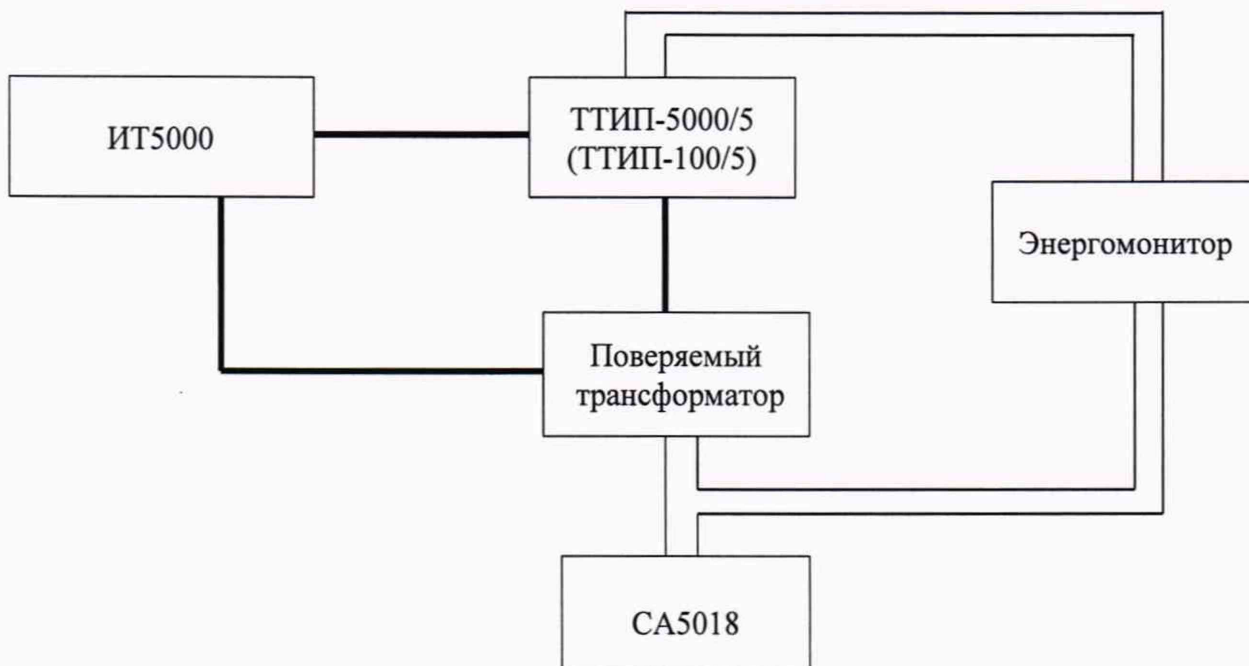 ИТ5000
ТТИП-5000/5
(ТТИП-100/5)
Энергомонитор
Поверяемый
трансформатор
СА5018